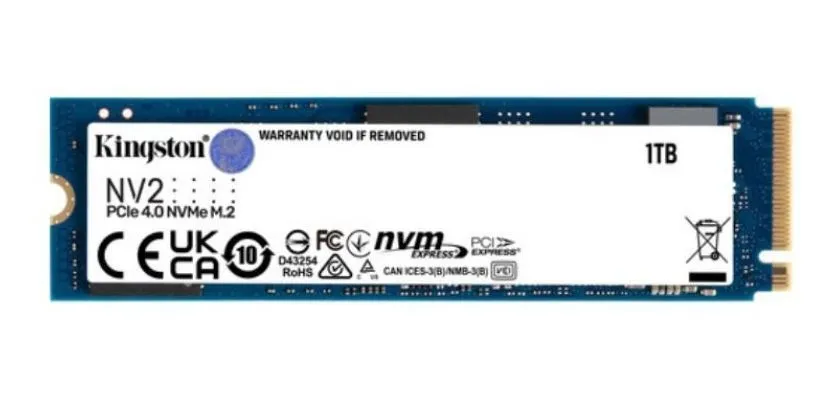 Kingston
WARRANTY VOID IF REMOVED
1TB
NV2
PCIe 4.0 NVMe M.2
CE UK CA 10
D43254
RoHS
FC
nvm
EXPRESS
PCI
EXPRESS®
CAN ICES-3(B)/NMB-3(B)